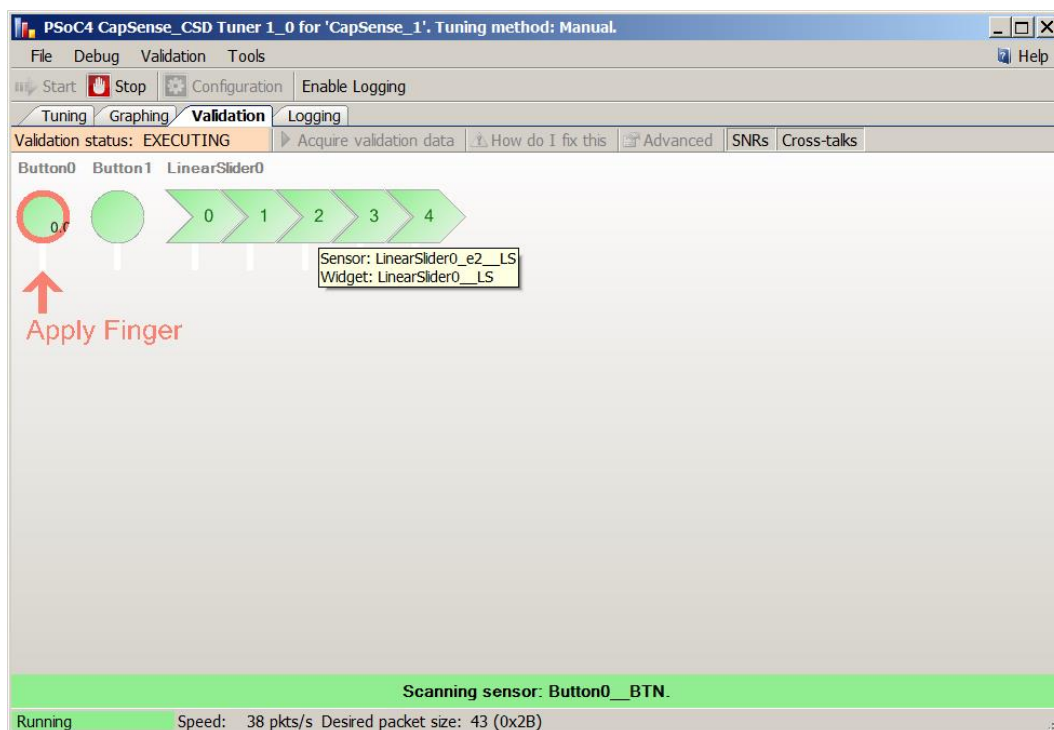 PSoC4 CapSense_CSD Tuner 1_0 for 'CapSense_1'. Tuning method: Manual.
File Debug Validation Tools Help
Start Stop Configuration Enable Logging
Tuning Graphing Validation Logging
Validation status: EXECUTING Acquire validation data How do I fix this Advanced SNRs Cross-talks
Button0 Button1 LinearSlider0
0 1 2 3 4
Sensor: LinearSlider0_e2__LS
Widget: LinearSlider0__LS
Apply Finger
Scanning sensor: Button0__BTN.
Running Speed: 38 pkts/s Desired packet size: 43 (0x2B)